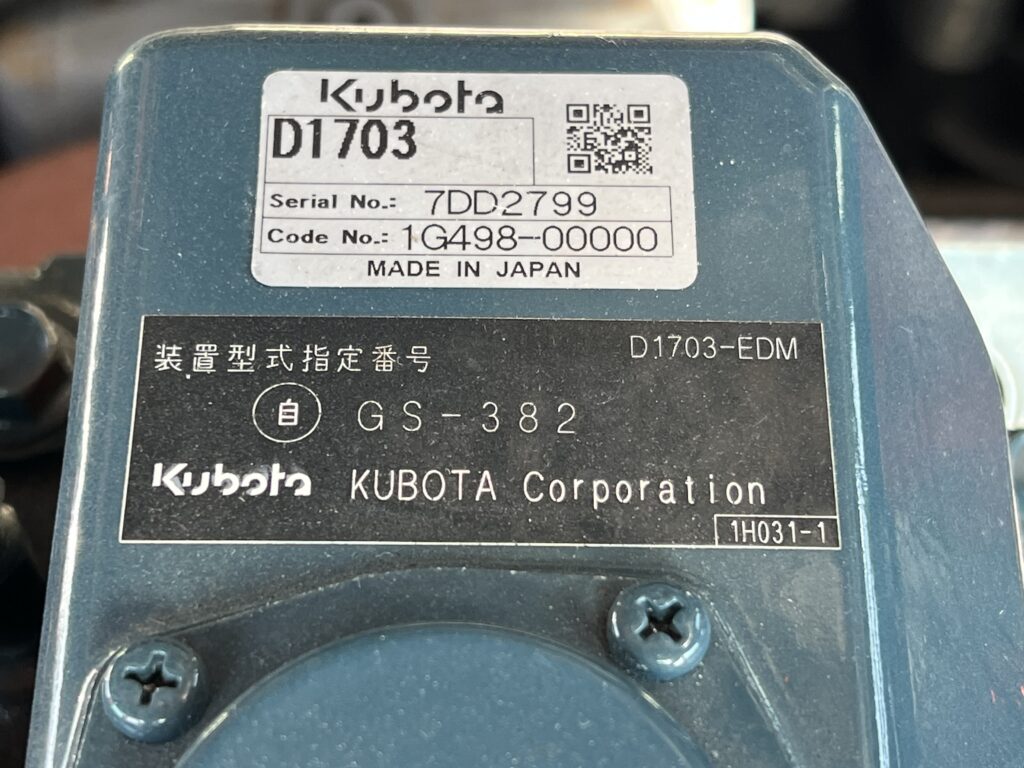 Kubota
D1703
Serial No.: 7DD2799
Code No.: 1G498-00000
MADE IN JAPAN
装置型式指定番号 D1703-EDM
自 GS-382
Kubota KUBOTA Corporation
1H031-1